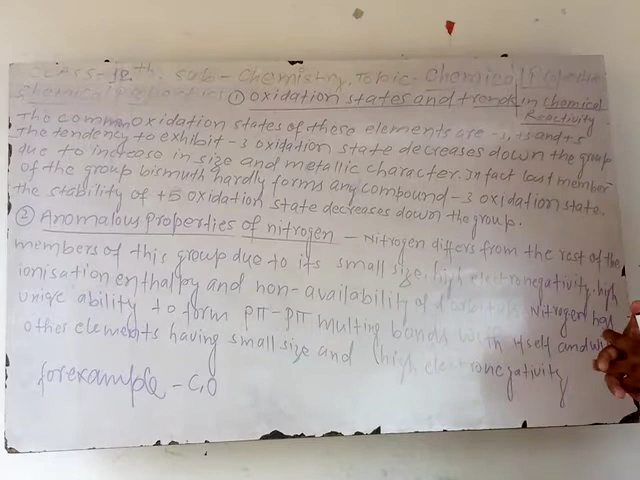 CLASS-12th. Sub- Chemistry. Topic- Chemical Properties
Chemical Properties ① Oxidation states and trends in Chemical
Reactivity
The common oxidation states of these elements are -3, +3 and +5
The tendency to exhibit -3 oxidation state decreases down the group
due to increase in size and metallic character. In fact last member
of the group bismuth hardly forms any compound -3 oxidation state.
the stability of +5 oxidation state decreases down the group.
② Anomalous properties of nitrogen - Nitrogen differs from the rest of the
members of this group due to its small size, high electronegativity, high
ionisation enthalpy and non-availability of d orbitals. Nitrogen has
unique ability to form pπ-pπ multing bonds with itself and
other elements having small size and high electronegativity
for example - C, O